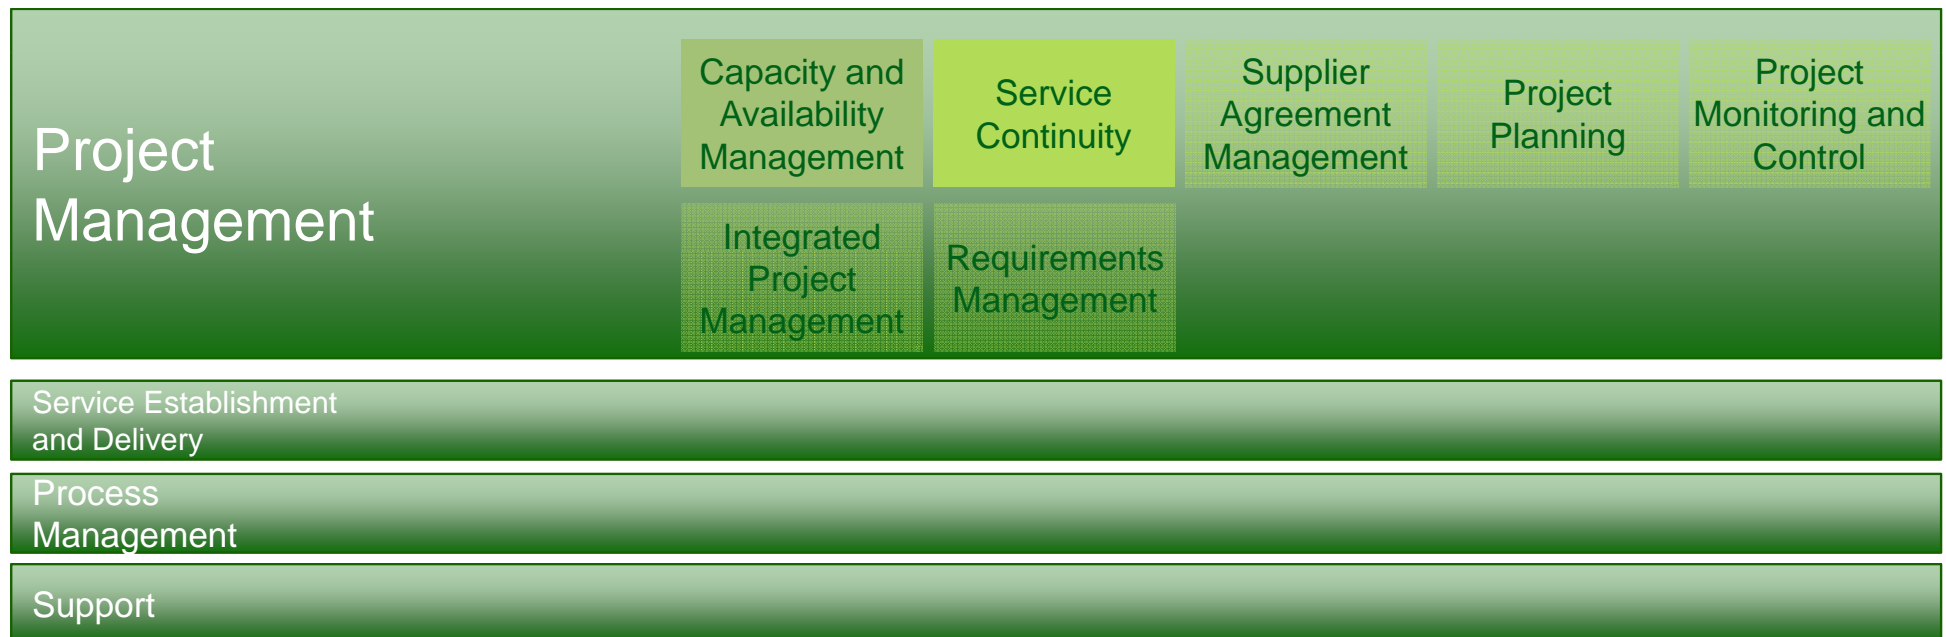 Project
Management
Capacity and
Availability
Management
Service
Continuity
Supplier
Agreement
Management
Project
Planning
Project
Monitoring and
Control
Integrated
Project
Management
Requirements
Management
Service Establishment
and Delivery
Process
Management
Support